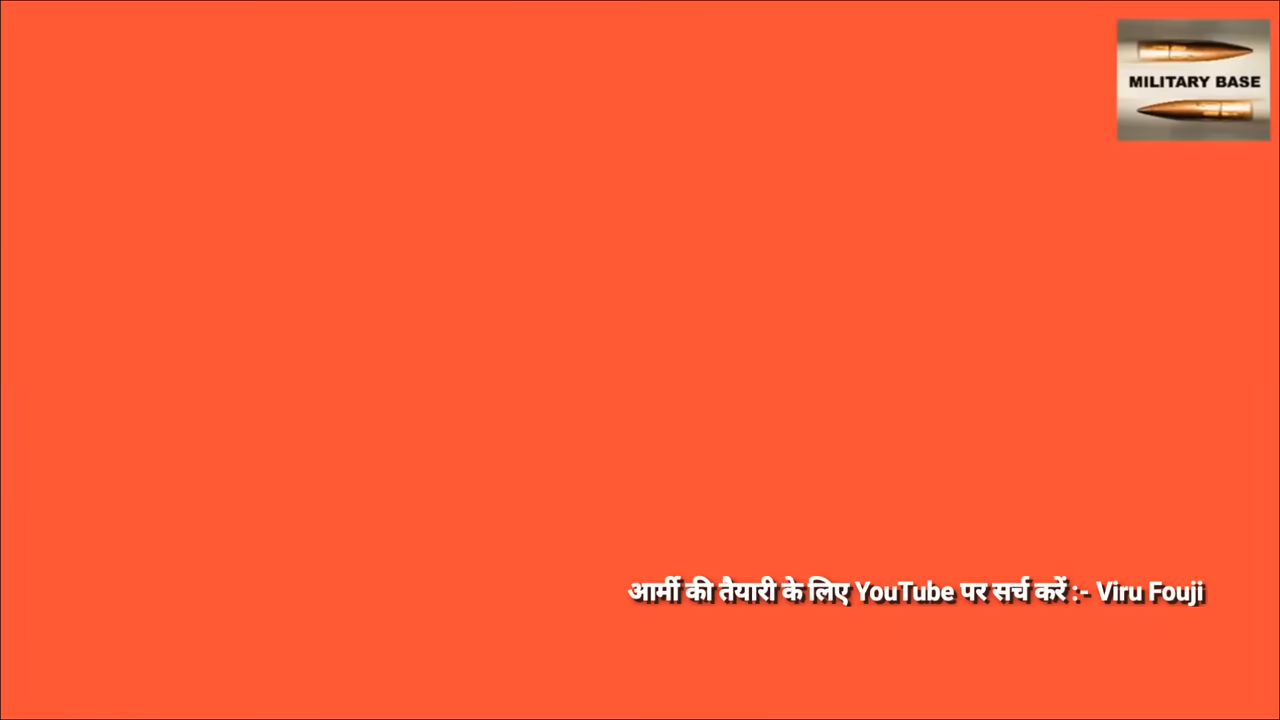 MILITARY BASE
आर्मी की तैयारी के लिए YouTube पर सर्च करें :- Viru Fouji